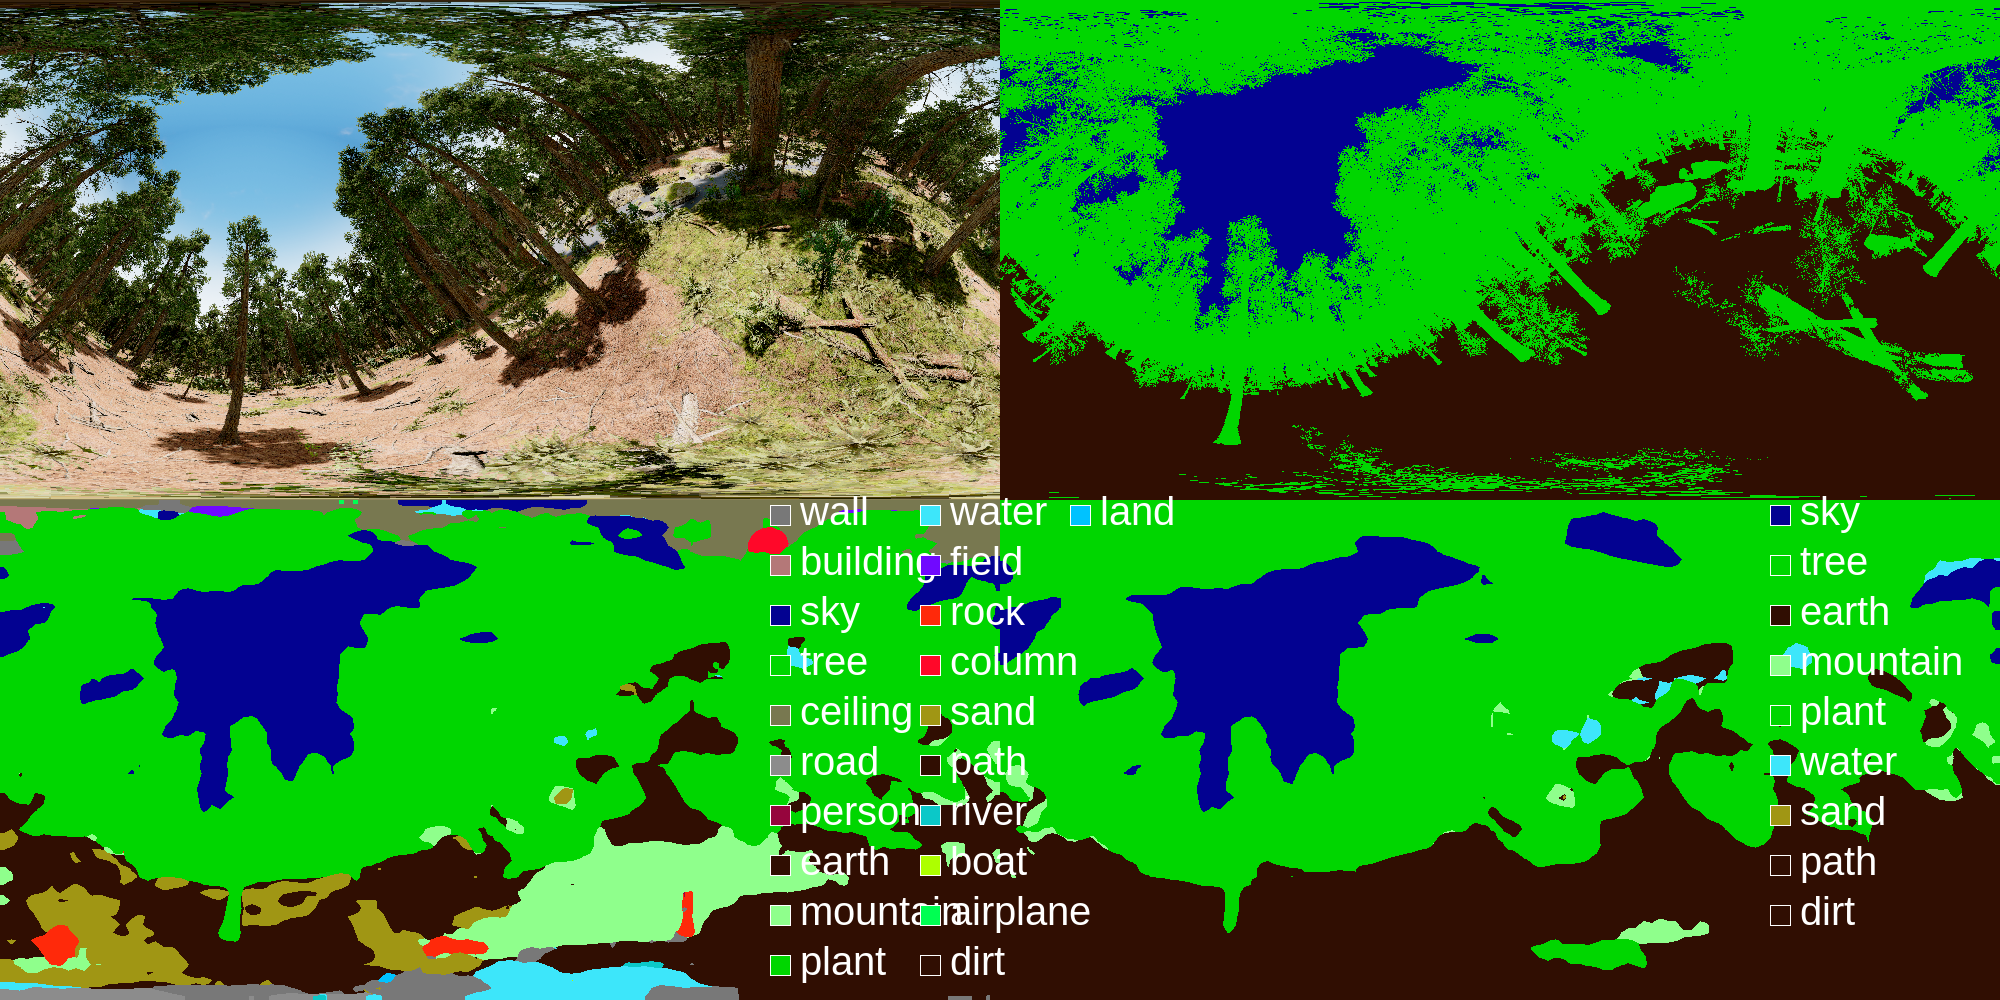 wall
building
sky
tree
ceiling
road
person
earth
mountain
plant
water
field
rock
column
sand
path
river
boat
airplane
dirt
land
sky
tree
earth
mountain
plant
water
sand
path
dirt